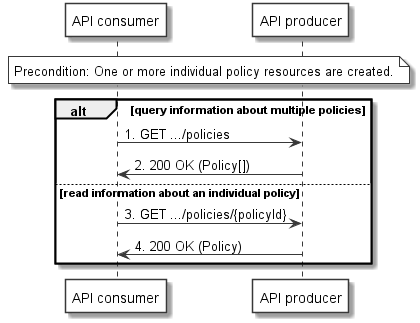 API consumer
API producer
Precondition: One or more individual policy resources are created.
alt
[query information about multiple policies]
1. GET .../policies
2. 200 OK (Policy[])
[read information about an individual policy]
3. GET .../policies/{policyId}
4. 200 OK (Policy)
API consumer
API producer